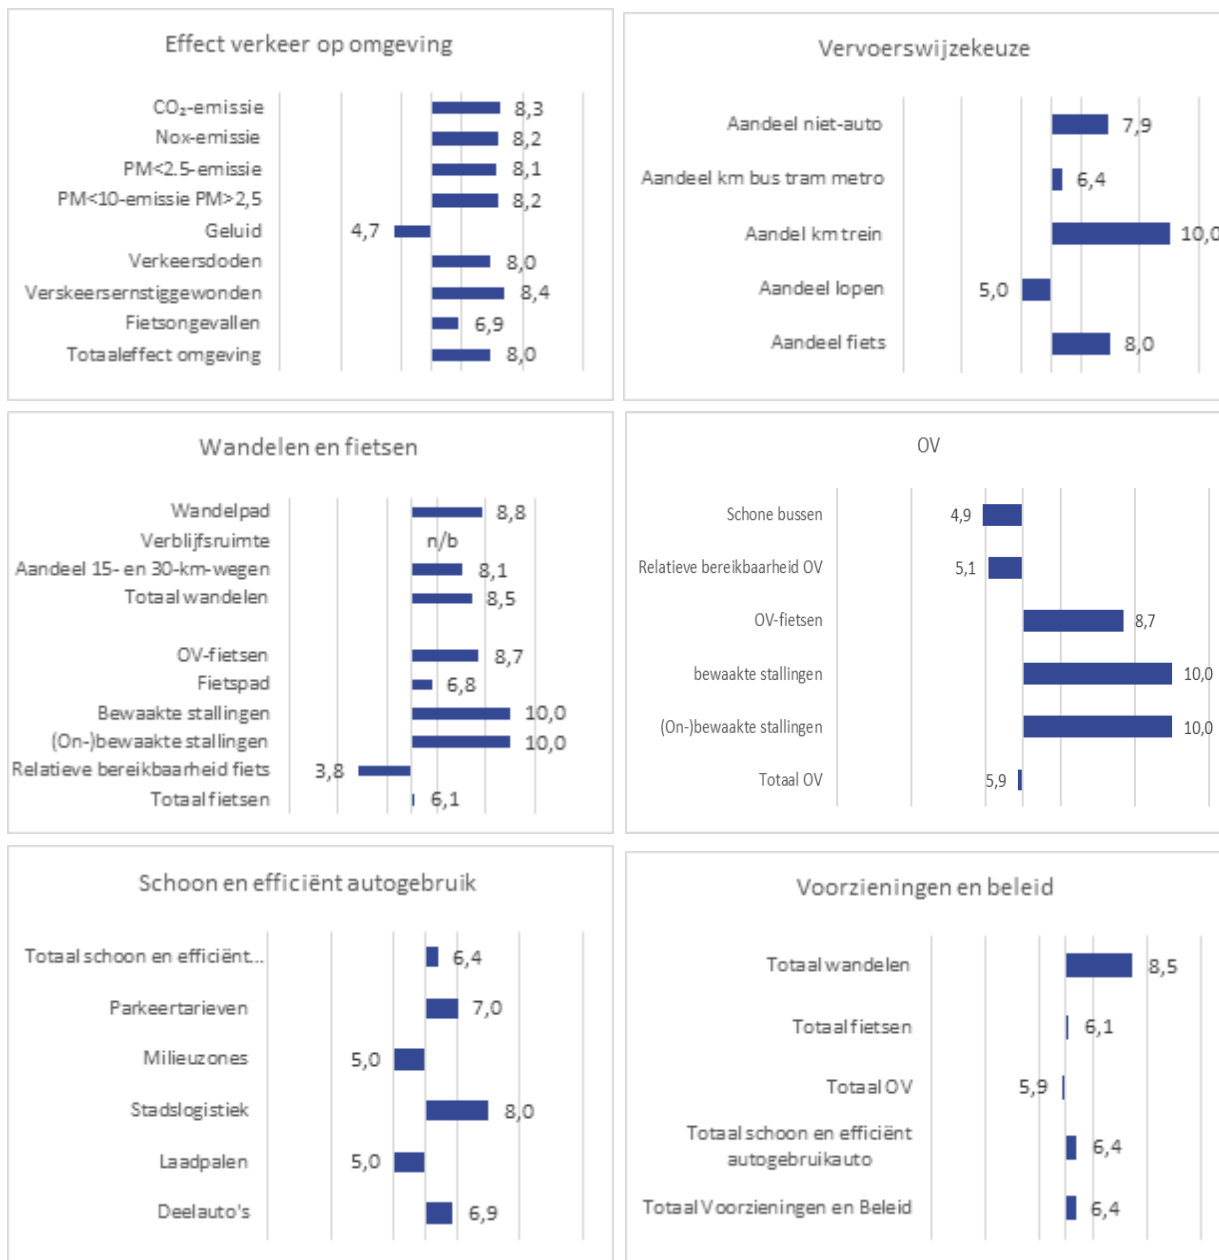 Effect verkeer op omgeving
CO₂-emissie 8,3
Nox-emissie 8,2
PM<2.5-emissie 8,1
PM<10-emissie PM>2,5 8,2
Geluid 4,7
Verkeersdoden 8,0
Verskeersernstiggewonden 8,4
Fietsongevallen 6,9
Totaaleffect omgeving 8,0
Vervoerswijzekeuze
Aandeel niet-auto 7,9
Aandeel km bus tram metro 6,4
Aandel km trein 10,0
Aandeel lopen 5,0
Aandeel fiets 8,0
Wandelen en fietsen
Wandelpad 8,8
Verblijfsruimte n/b
Aandeel 15- en 30-km-wegen 8,1
Totaal wandelen 8,5
OV-fietsen 8,7
Fietspad 6,8
Bewaakte stallingen 10,0
(On-)bewaakte stallingen 10,0
Relatieve bereikbaarheid fiets 3,8
Totaal fietsen 6,1
OV
Schone bussen 4,9
Relatieve bereikbaarheid OV 5,1
OV-fietsen 8,7
bewaakte stallingen 10,0
(On-)bewaakte stallingen 10,0
Totaal OV 5,9
Schoon en efficiënt autogebruik
Totaal schoon en efficiënt... 6,4
Parkeertarieven 7,0
Milieuzones 5,0
Stadslogistiek 8,0
Laadpalen 5,0
Deelauto's 6,9
Voorzieningen en beleid
Totaal wandelen 8,5
Totaal fietsen 6,1
Totaal OV 5,9
Totaal schoon en efficiënt
autogebruikauto 6,4
Totaal Voorzieningen en Beleid 6,4